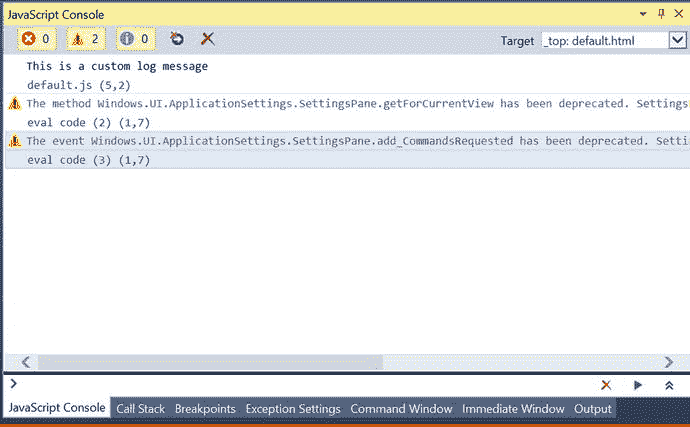 JavaScript Console
0 2 0 Target _top: default.html
This is a custom log message
default.js (5,2)
The method Windows.UI.ApplicationSettings.SettingsPane.getForCurrentView has been deprecated. Settings
eval code (2) (1,7)
The event Windows.UI.ApplicationSettings.SettingsPane.add_CommandsRequested has been deprecated. Setti
eval code (3) (1,7)
JavaScript Console Call Stack Breakpoints Exception Settings Command Window Immediate Window Output